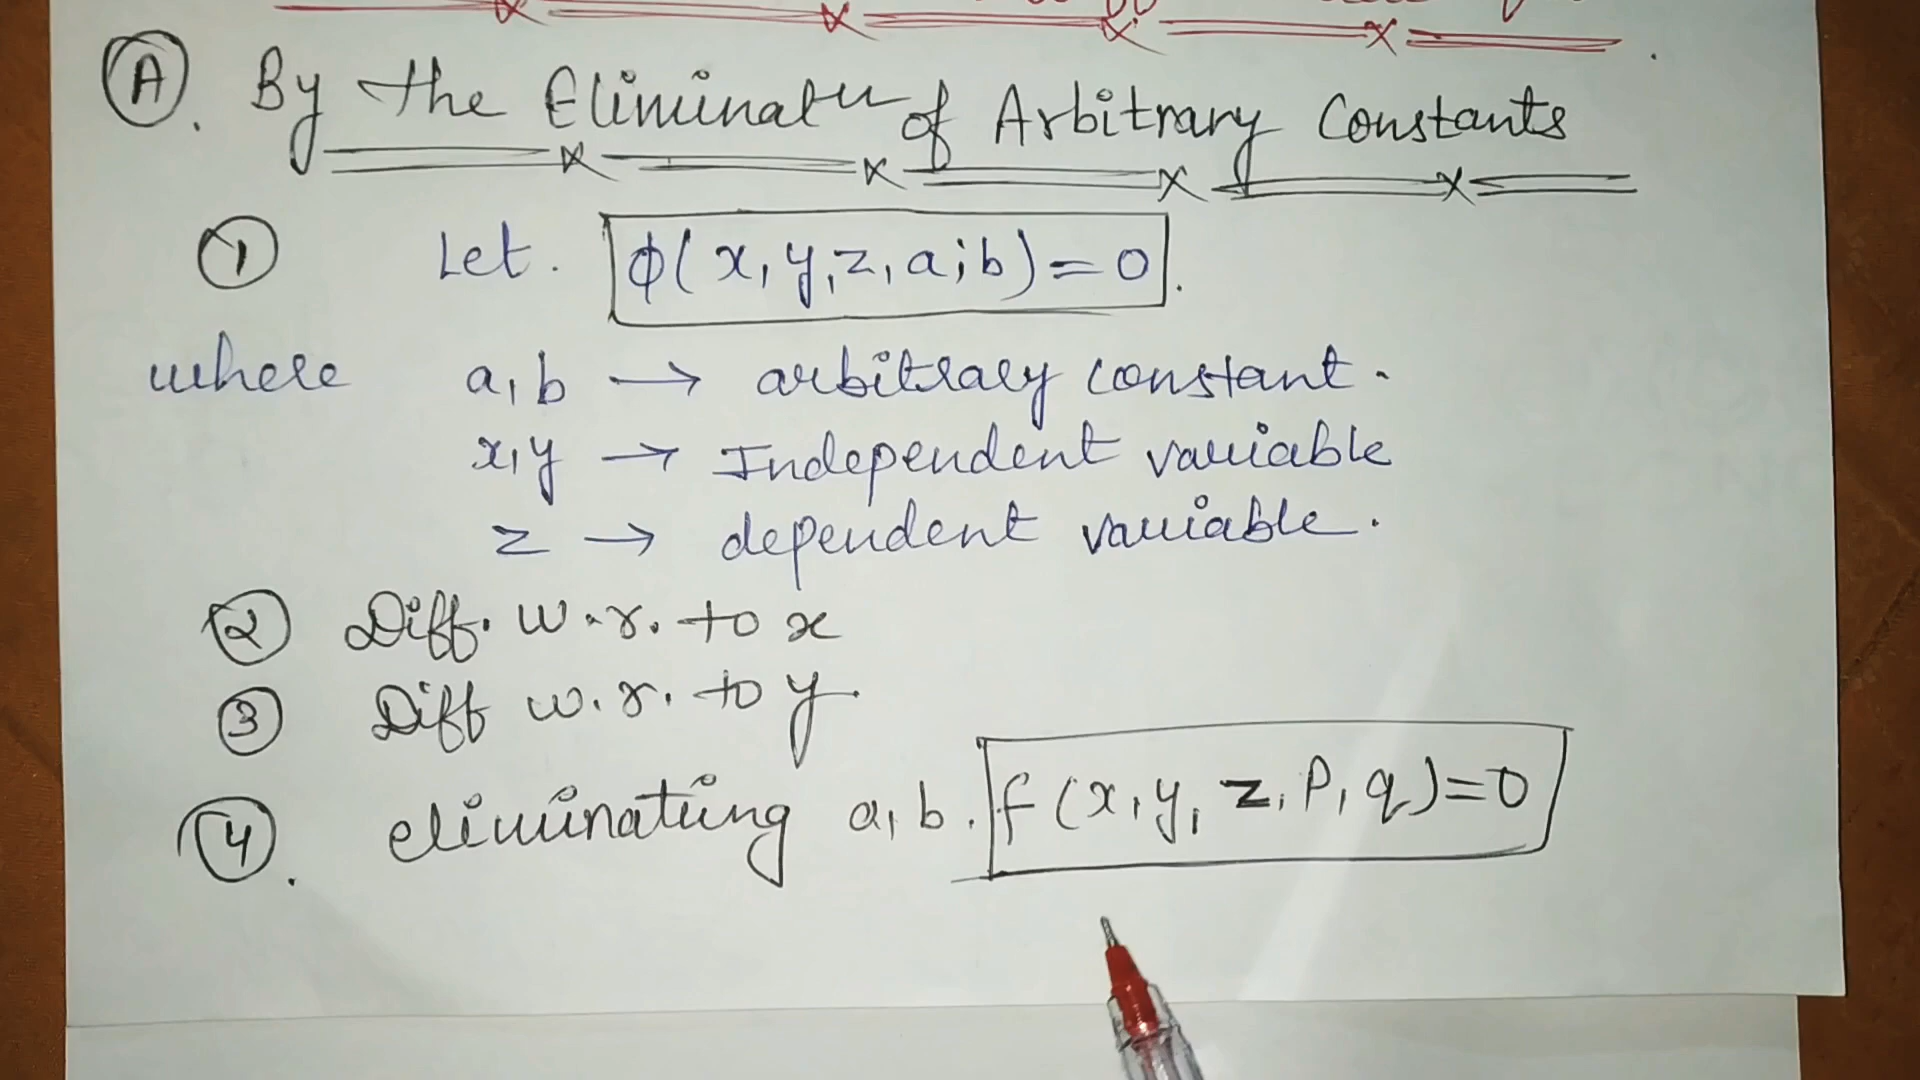 (A). By the Elimination of Arbitrary Constants
(1) Let. ϕ(x,y,z,a;b)=0.
where a,b → arbitrary constant.
x,y → Independent variable
z → dependent variable.
(2) Diff. w.r. to x
(3) Diff w.r. to y.
(4). eliminating a,b. f(x,y,z,p,q)=0